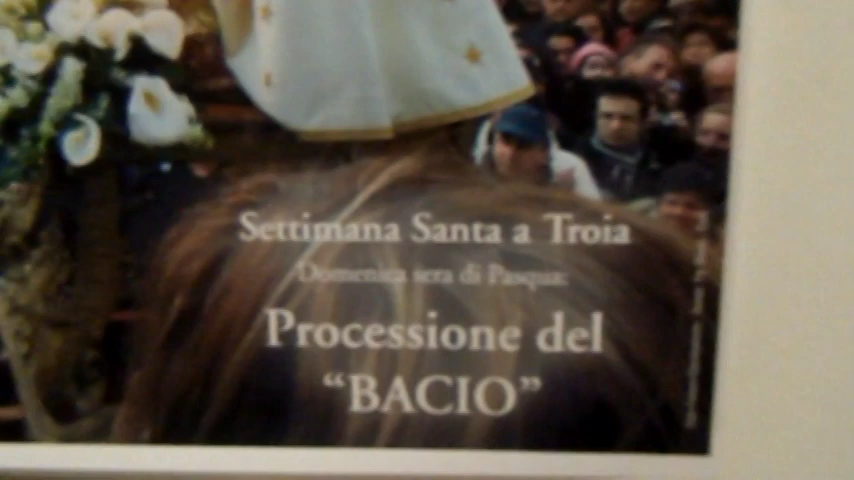 Settimana Santa a Troia
Domenica sera di Pasqua:
Processione del
“BACIO”